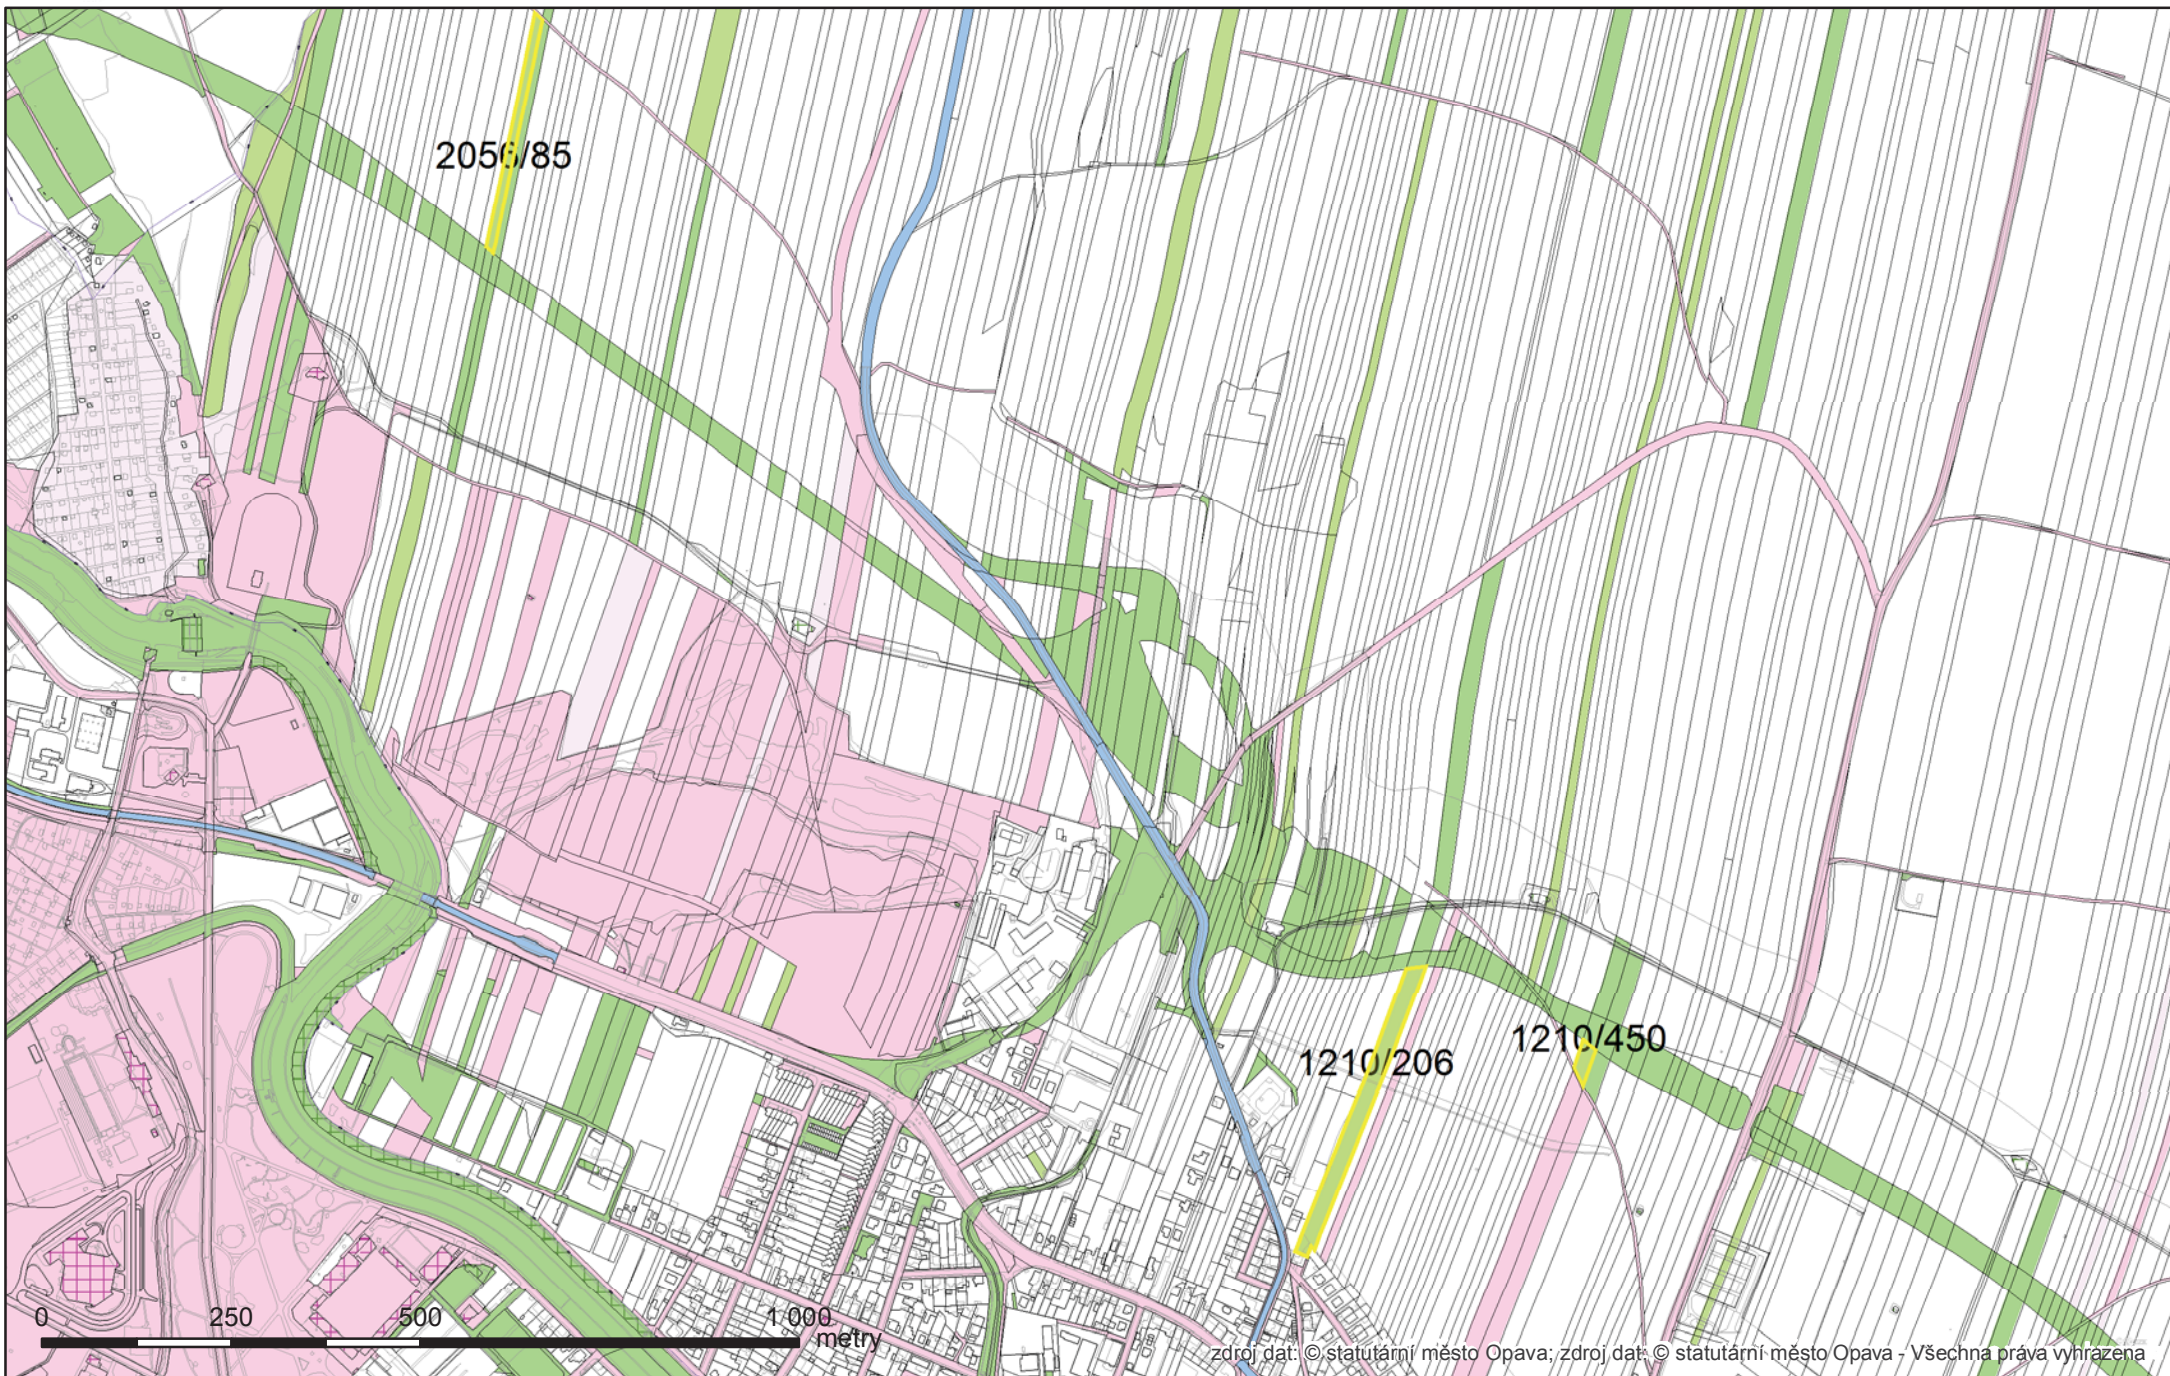 2056/85
1210/450
1210/206
0 250 500 1 000
metry
zdroj dat: © statutární město Opava; zdroj dat: © statutární město Opava - Všechna práva vyhrazena